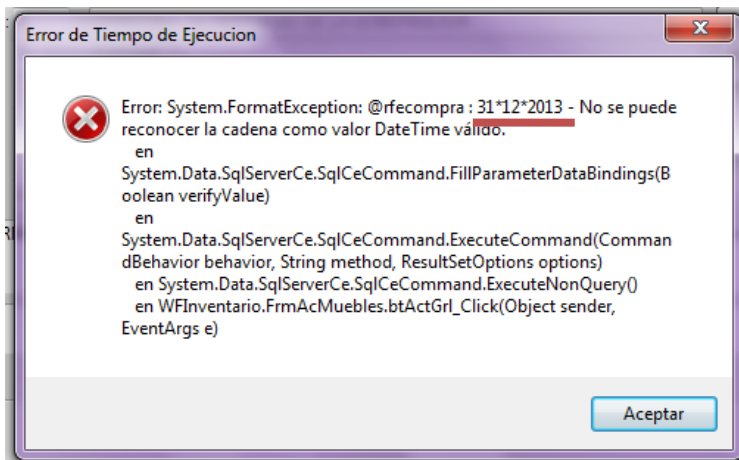 Error de Tiempo de Ejecucion
Error: System.FormatException: @rfecompra : 31*12*2013 - No se puede
reconocer la cadena como valor DateTime válido.
en
System.Data.SqlServerCe.SqlCeCommand.FillParameterDataBindings(B
oolean verifyValue)
en
System.Data.SqlServerCe.SqlCeCommand.ExecuteCommand(Comman
dBehavior behavior, String method, ResultSetOptions options)
en System.Data.SqlServerCe.SqlCeCommand.ExecuteNonQuery()
en WFInventario.FrmAcMuebles.btActGrl_Click(Object sender,
EventArgs e)
Aceptar